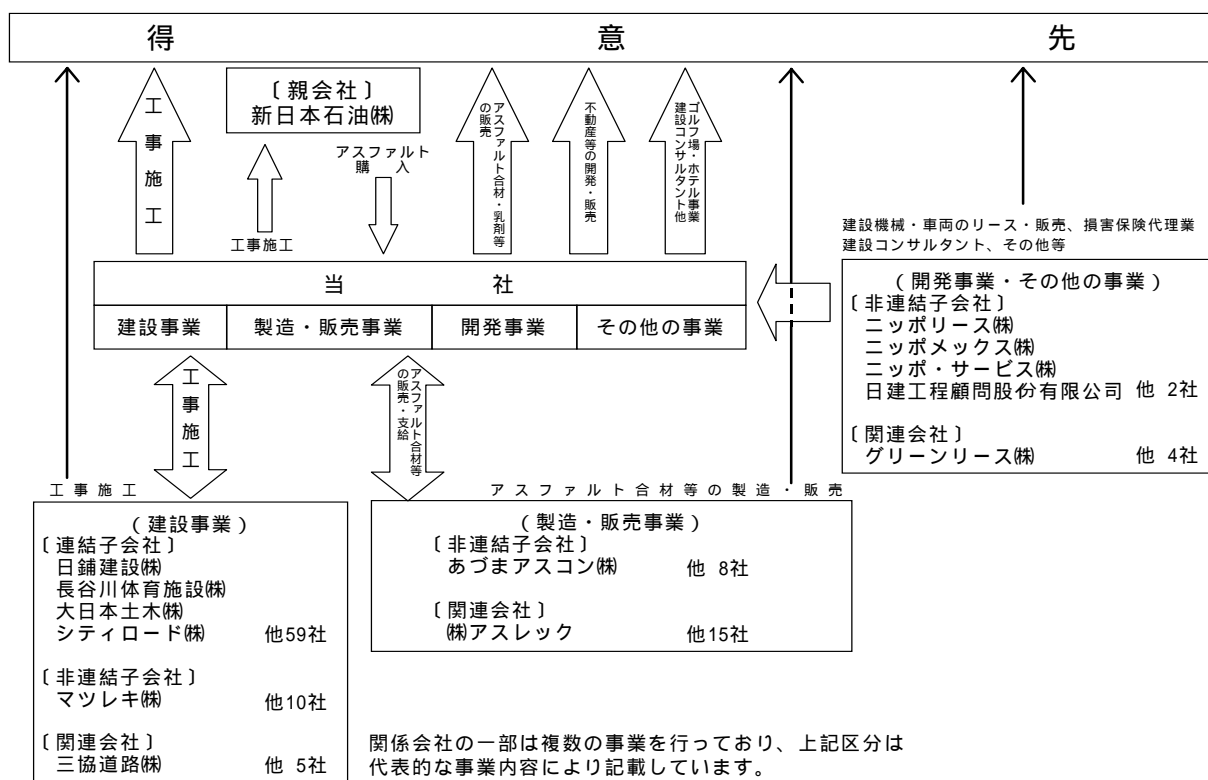 得意先
工事施工
〔親会社〕
新日本石油㈱
工事施工
アスファルト
購入
アスファルト合材・乳剤等
の販売
不動産等の開発・販売
ゴルフ場・ホテル事業
建設コンサルタント他
建設機械・車両のリース・販売、損害保険代理業
建設コンサルタント、その他等
当社
建設事業
製造・販売事業
開発事業
その他の事業
(開発事業・その他の事業)
〔非連結子会社〕
ニッポリース㈱
ニッポメックス㈱
ニッポ・サービス㈱
日建工程顧問股份有限公司 他 2社
〔関連会社〕
グリーンリース㈱ 他 4社
工事施工
アスファルト合材等
の販売・支給
工事施工
(建設事業)
〔連結子会社〕
日鋪建設㈱
長谷川体育施設㈱
大日本土木㈱
シティロード㈱ 他59社
〔非連結子会社〕
マツレキ㈱ 他10社
〔関連会社〕
三協道路㈱ 他 5社
アスファルト合材等の製造・販売
(製造・販売事業)
〔非連結子会社〕
あづまアスコン㈱ 他 8社
〔関連会社〕
㈱アスレック 他15社
関係会社の一部は複数の事業を行っており、上記区分は
代表的な事業内容により記載しています。